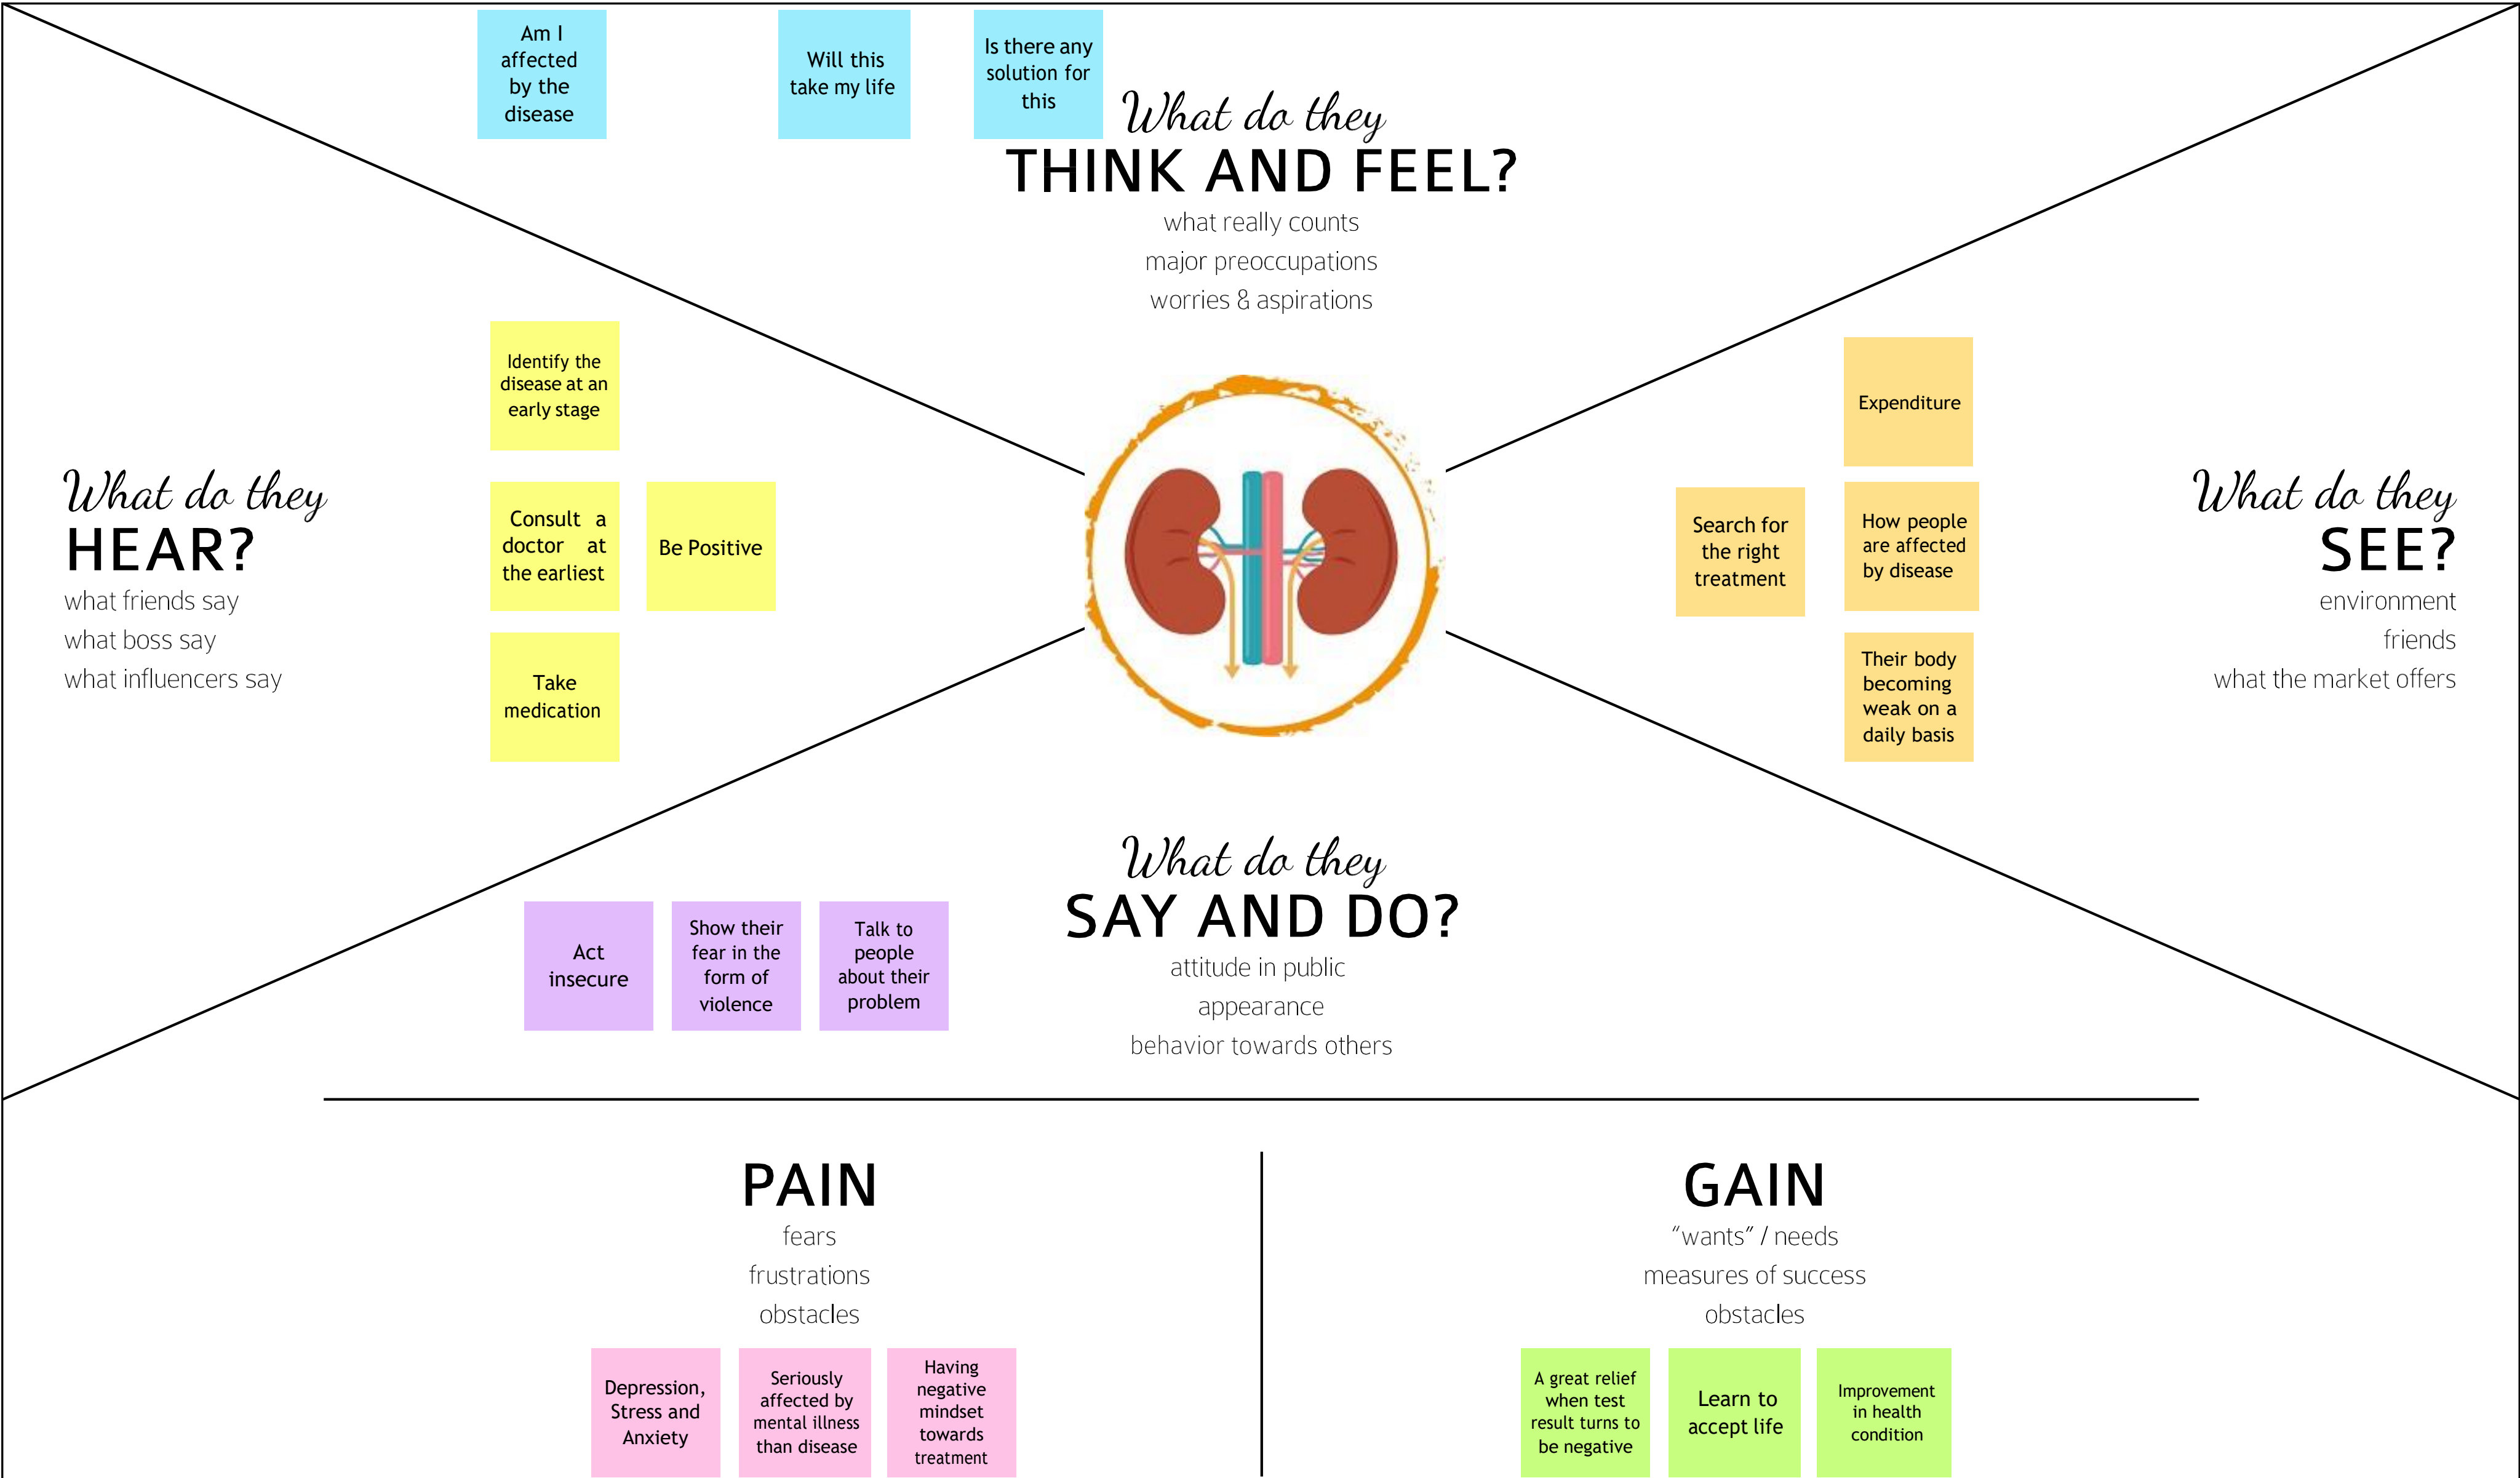 Am I
affected
by the
disease
Will this
take my life
Is there any
solution for
this
What do they
THINK AND FEEL?
what really counts
major preoccupations
worries & aspirations
What do they
HEAR?
what friends say
what boss say
what influencers say
Identify the
disease at an
early stage
Consult a
doctor at
the earliest
Be Positive
Take
medication
Expenditure
Search for
the right
treatment
How people
are affected
by disease
Their body
becoming
weak on a
daily basis
What do they
SEE?
environment
friends
what the market offers
What do they
SAY AND DO?
attitude in public
appearance
behavior towards others
Act
insecure
Show their
fear in the
form of
violence
Talk to
people
about their
problem
PAIN
fears
frustrations
obstacles
Depression,
Stress and
Anxiety
Seriously
affected by
mental illness
than disease
Having
negative
mindset
towards
treatment
GAIN
“wants” / needs
measures of success
obstacles
A great relief
when test
result turns to
be negative
Learn to
accept life
Improvement
in health
condition